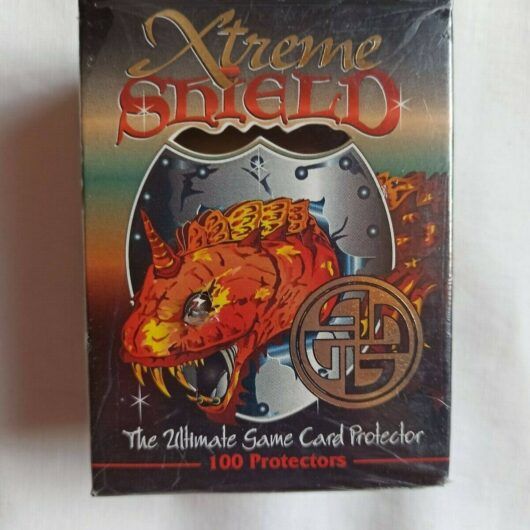 Xtreme
SHIELD
The Ultimate Game Card Protector
100 Protectors